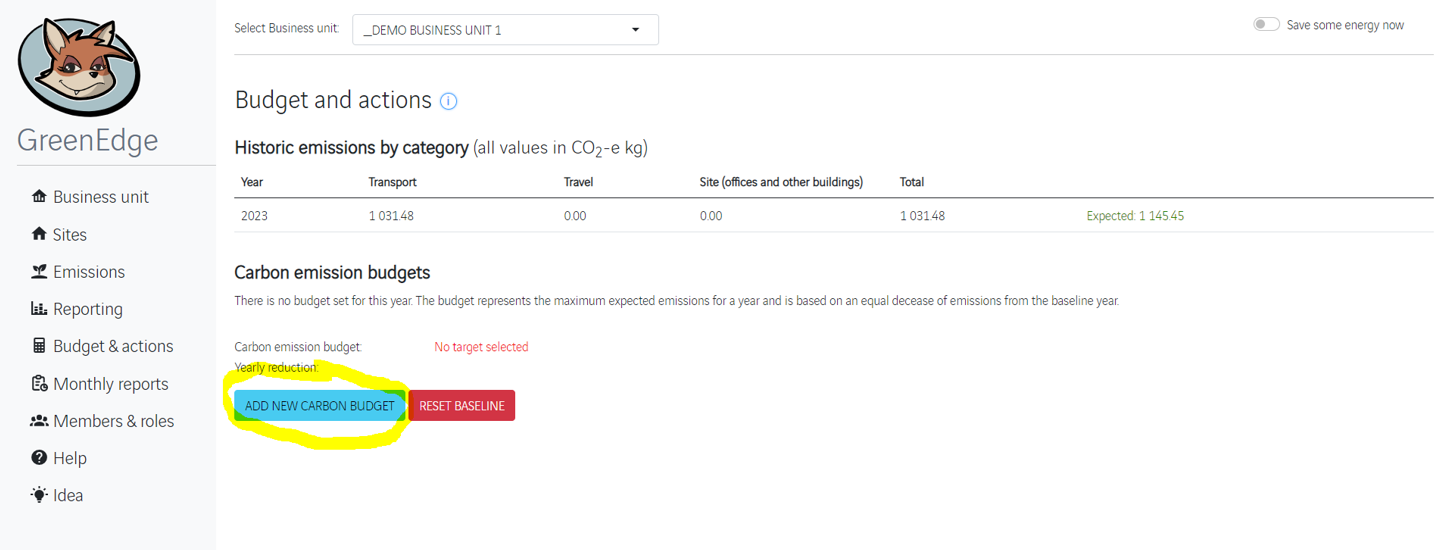 GreenEdge
Business unit
Sites
Emissions
Reporting
Budget & actions
Monthly reports
Members & roles
Help
Idea
Select Business unit: _DEMO BUSINESS UNIT 1 Save some energy now
Budget and actions i
Historic emissions by category (all values in CO2-e kg)
Year Transport Travel Site (offices and other buildings) Total
2023 1 031.48 0.00 0.00 1 031.48 Expected: 1 145.45
Carbon emission budgets
There is no budget set for this year. The budget represents the maximum expected emissions for a year and is based on an equal decease of emissions from the baseline year.
Carbon emission budget: No target selected
Yearly reduction:
ADD NEW CARBON BUDGET RESET BASELINE